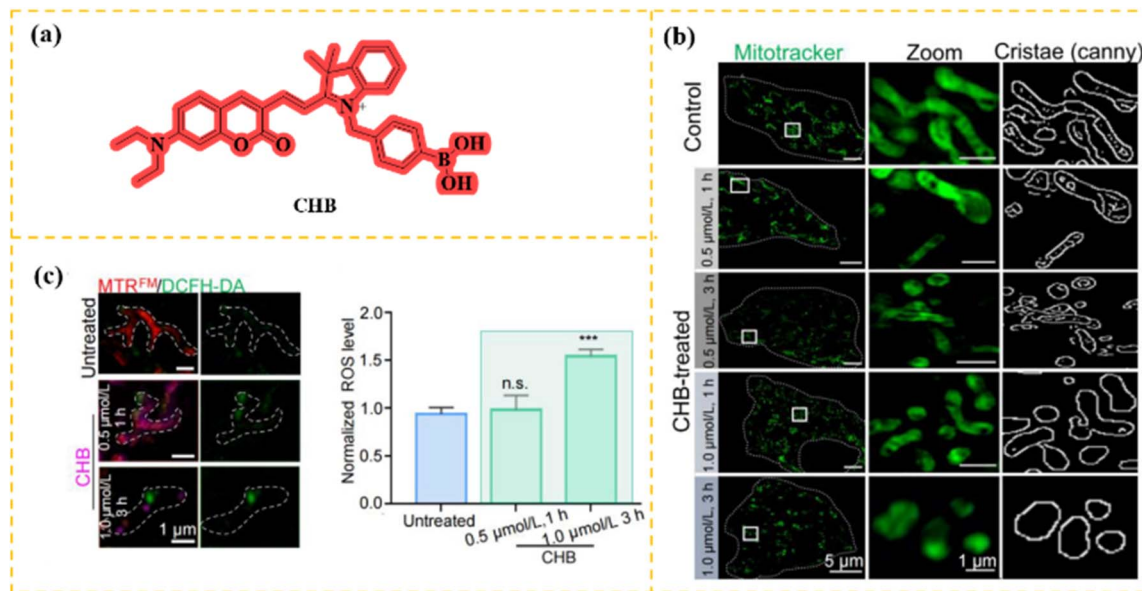 (a)
N
O
O
N
+
B
OH
OH
CHB
(b)
Mitotracker Zoom Cristae (canny)
Control
CHB-treated
0.5 µmol/L, 1 h
0.5 µmol/L, 3 h
1.0 µmol/L, 1 h
1.0 µmol/L, 3 h
5 µm
1 µm
(c)
MTRFM/DCFH-DA
Untreated
CHB
0.5 µmol/L
1 h
1.0 µmol/L
3 h
1 µm
Normalized ROS level
2.0
1.5
1.0
0.5
0.0
n.s.
***
Untreated
0.5 µmol/L,1 h
1.0 µmol/L 3 h
CHB